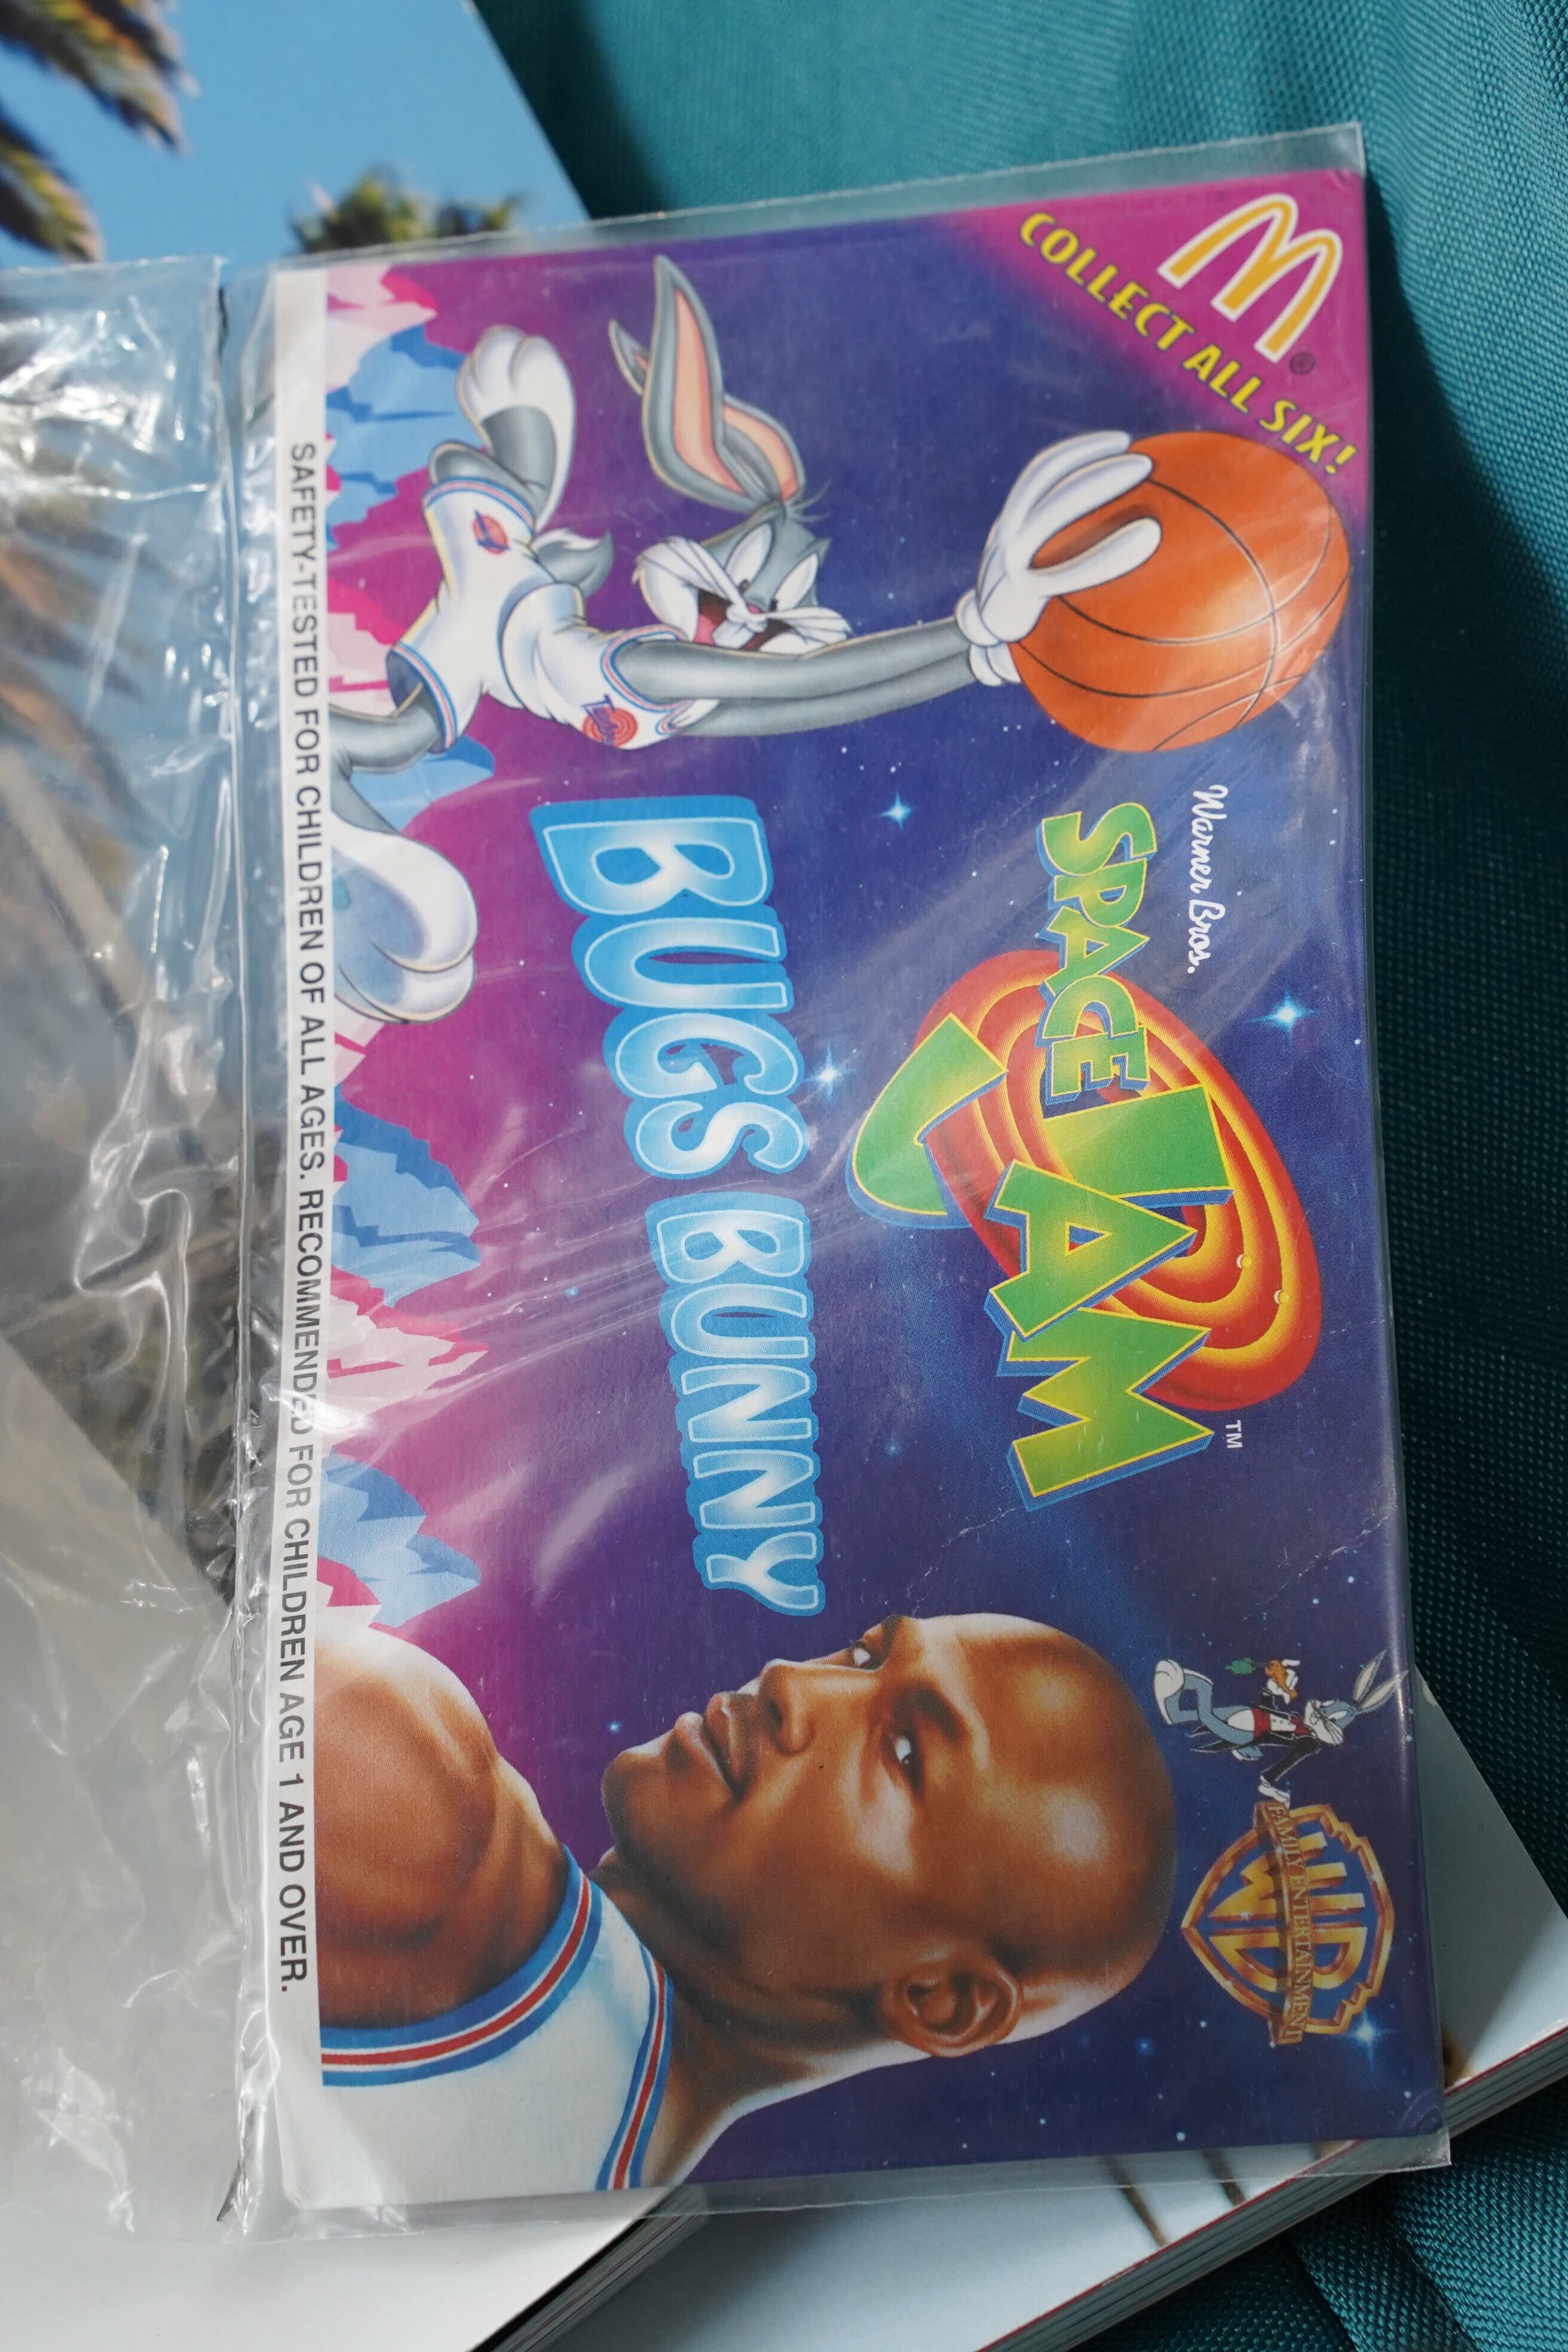 COLLECT ALL SIX!
Warner Bros.
SPACE
JAM
TM
BUGS BUNNY
WB
FAMILY ENTERTAINMENT
SAFETY-TESTED FOR CHILDREN OF ALL AGES. RECOMMENDED FOR CHILDREN AGE 1 AND OVER.